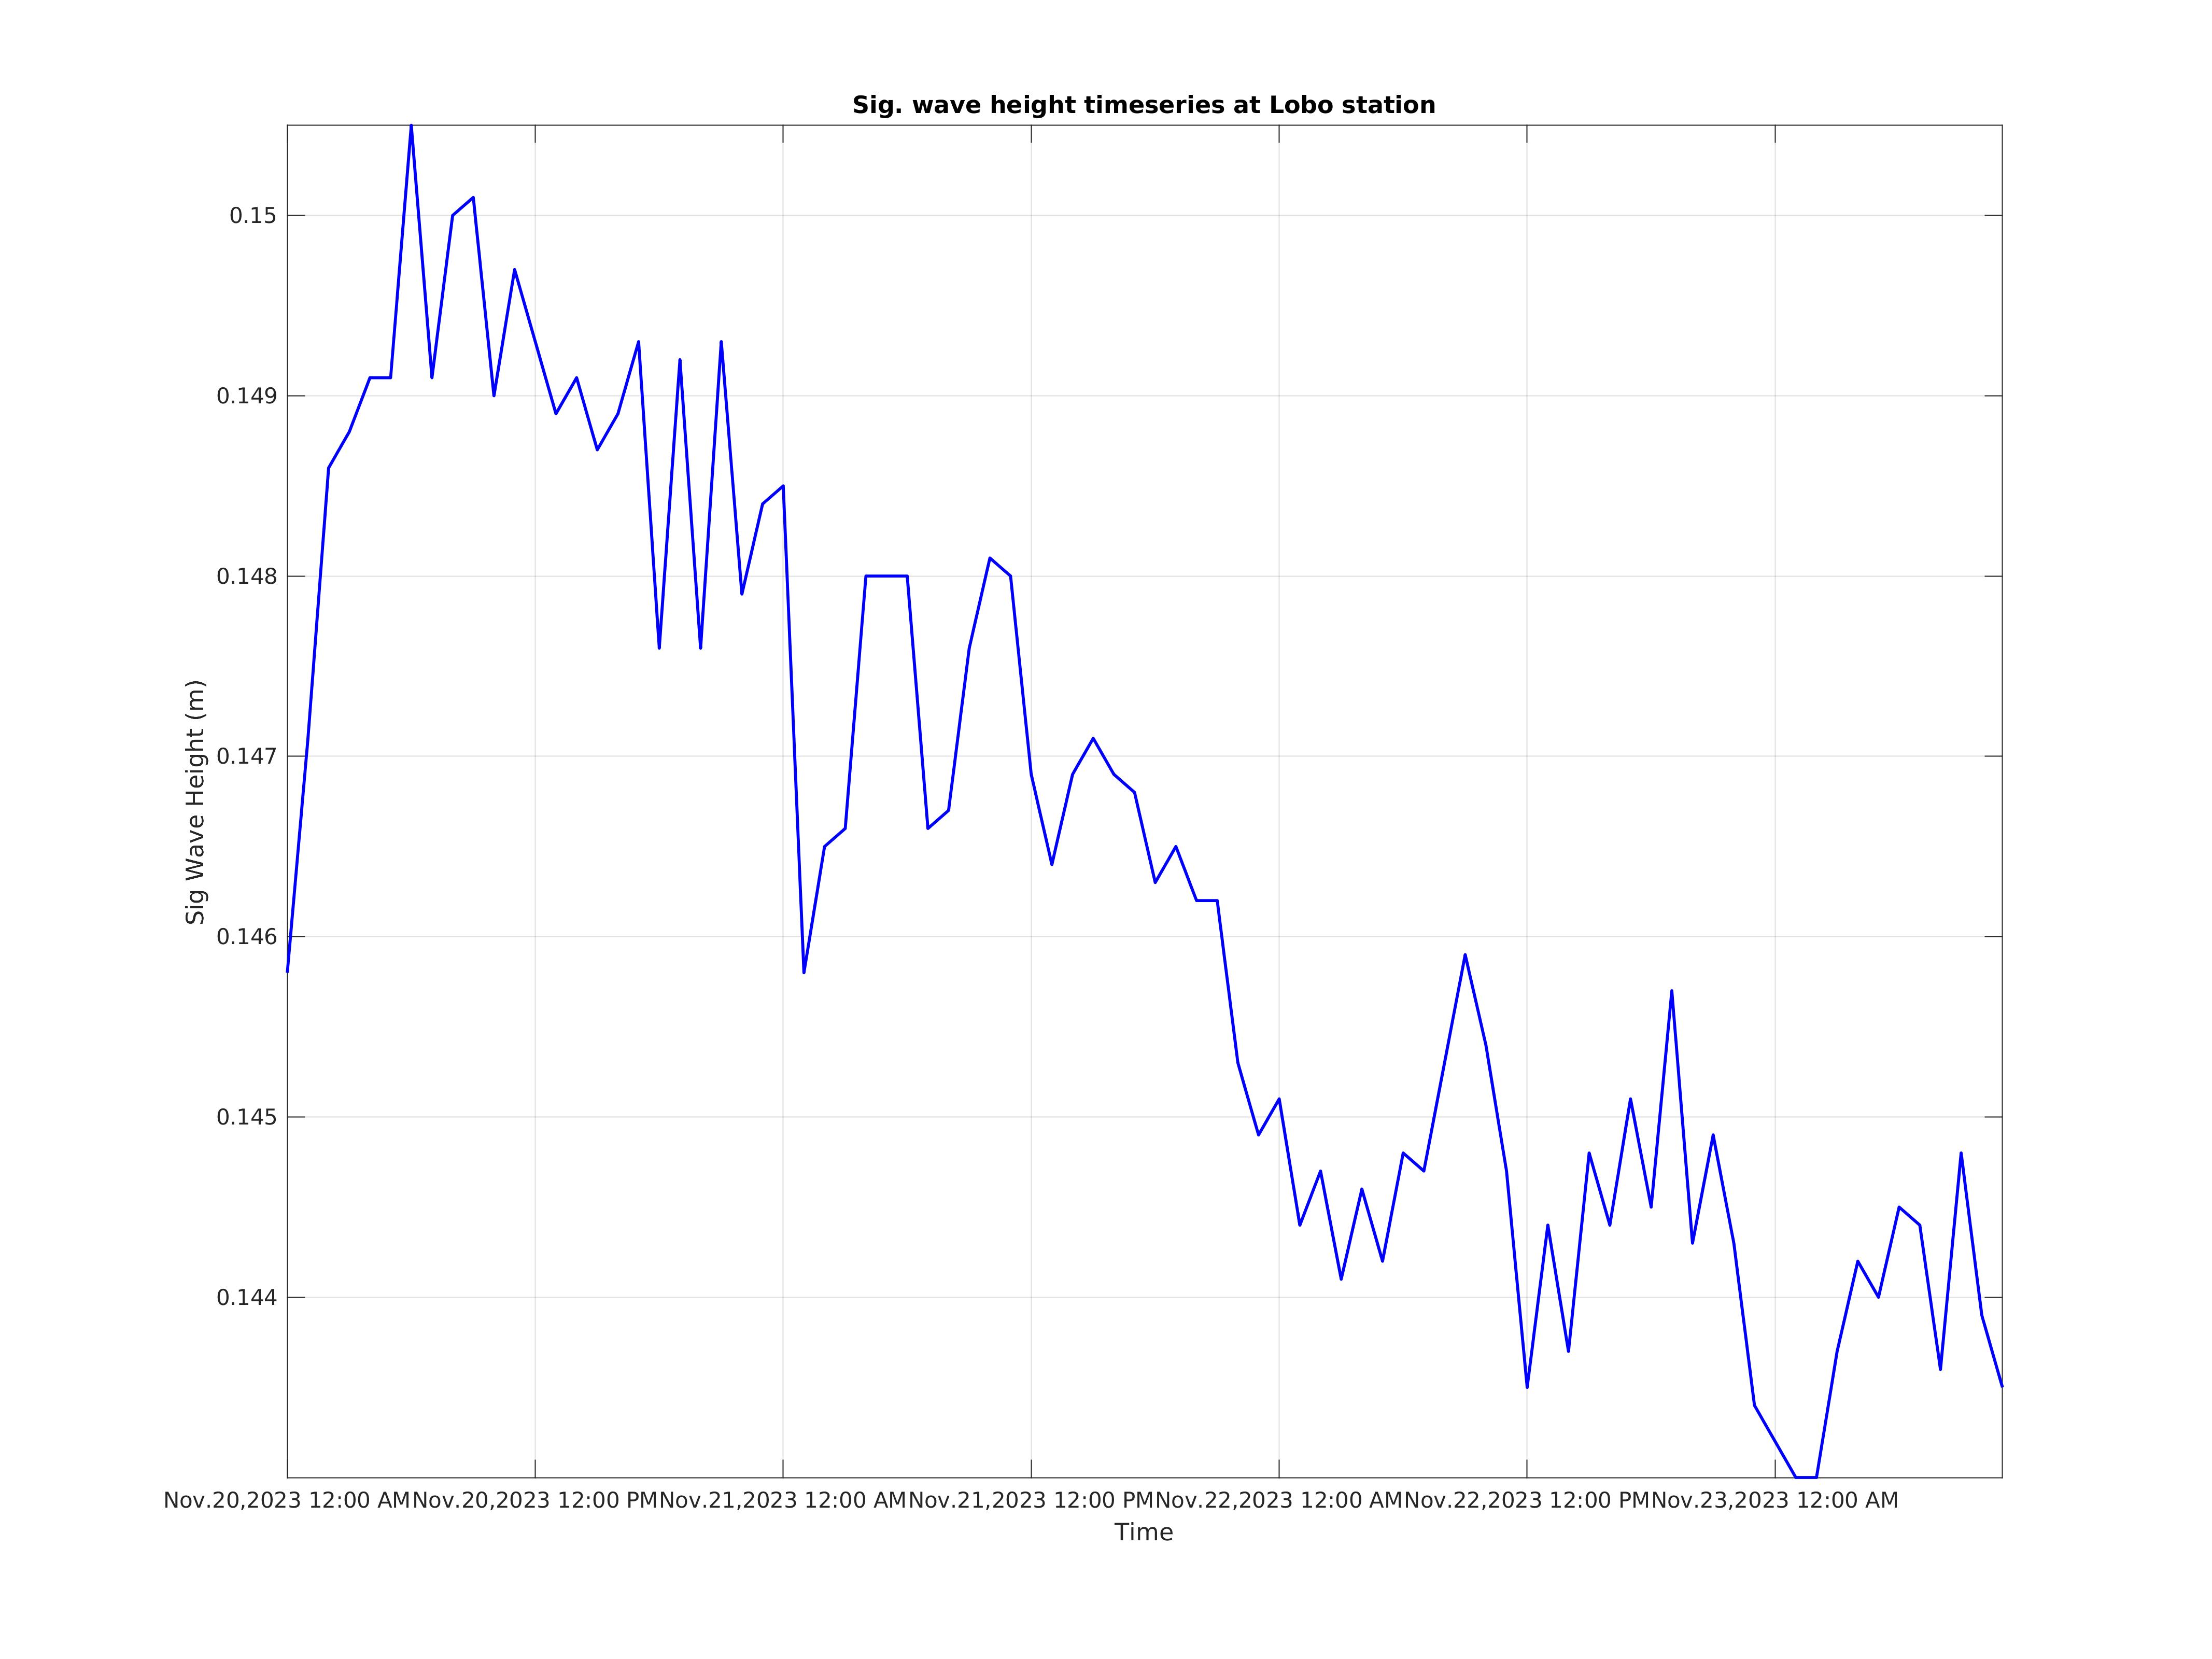 Sig. wave height timeseries at Lobo station
0.15
0.149
0.148
0.147
0.146
0.145
0.144
Sig Wave Height (m)
Nov.20,2023 12:00 AM Nov.20,2023 12:00 PM Nov.21,2023 12:00 AM Nov.21,2023 12:00 PM Nov.22,2023 12:00 AM Nov.22,2023 12:00 PM Nov.23,2023 12:00 AM
Time